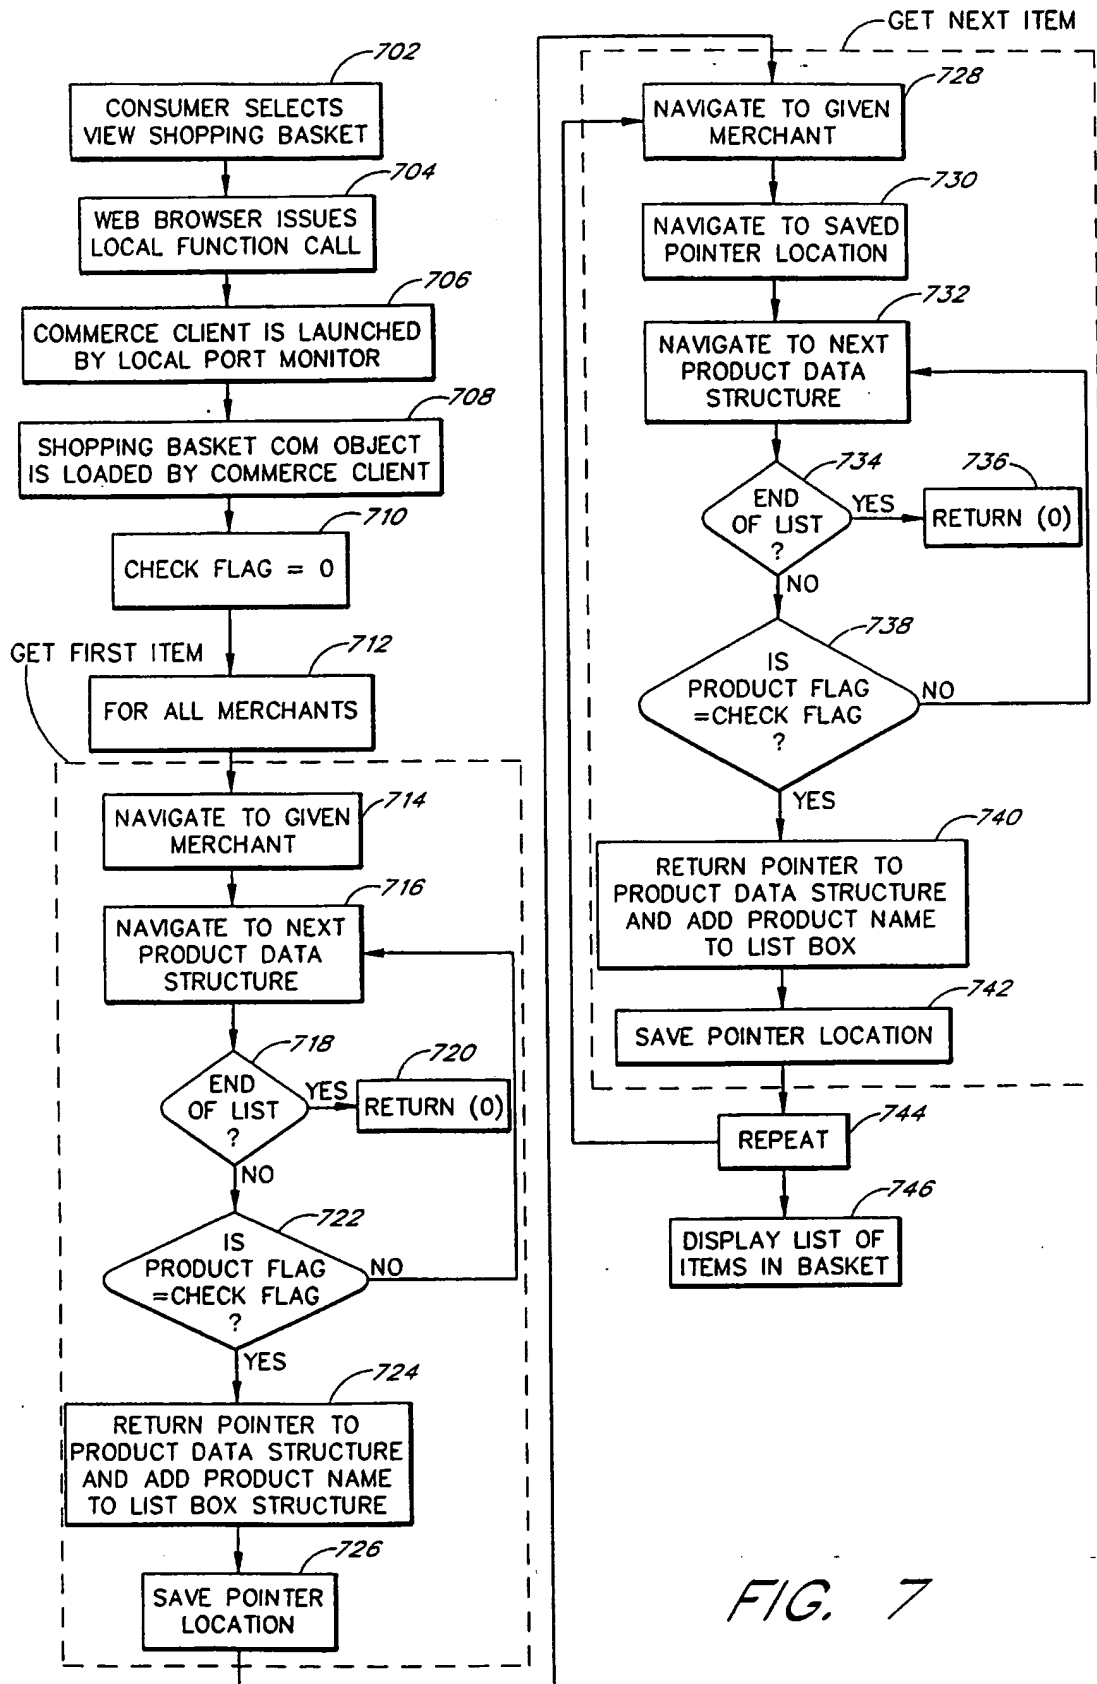 702
CONSUMER SELECTS
VIEW SHOPPING BASKET
704
WEB BROWSER ISSUES
LOCAL FUNCTION CALL
706
COMMERCE CLIENT IS LAUNCHED
BY LOCAL PORT MONITOR
708
SHOPPING BASKET COM OBJECT
IS LOADED BY COMMERCE CLIENT
710
CHECK FLAG = 0
GET FIRST ITEM
712
FOR ALL MERCHANTS
714
NAVIGATE TO GIVEN
MERCHANT
716
NAVIGATE TO NEXT
PRODUCT DATA
STRUCTURE
718
END
OF LIST
?
YES
720
RETURN (0)
NO
722
IS
PRODUCT FLAG
=CHECK FLAG
?
NO
YES
724
RETURN POINTER TO
PRODUCT DATA STRUCTURE
AND ADD PRODUCT NAME
TO LIST BOX STRUCTURE
726
SAVE POINTER
LOCATION
GET NEXT ITEM
728
NAVIGATE TO GIVEN
MERCHANT
730
NAVIGATE TO SAVED
POINTER LOCATION
732
NAVIGATE TO NEXT
PRODUCT DATA
STRUCTURE
734
END
OF LIST
?
YES
736
RETURN (0)
NO
738
IS
PRODUCT FLAG
=CHECK FLAG
?
NO
YES
740
RETURN POINTER TO
PRODUCT DATA STRUCTURE
AND ADD PRODUCT NAME
TO LIST BOX
742
SAVE POINTER LOCATION
744
REPEAT
746
DISPLAY LIST OF
ITEMS IN BASKET
FIG. 7